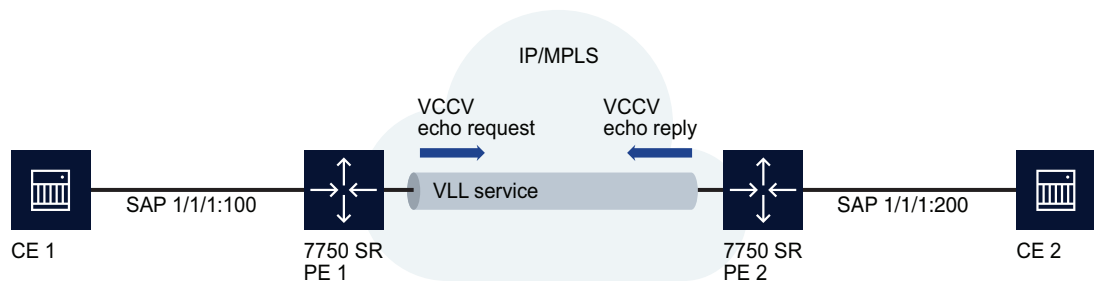 IP/MPLS
VCCV
echo request
VCCV
echo reply
VLL service
SAP 1/1/1:100
SAP 1/1/1:200
CE 1
7750 SR
PE 1
7750 SR
PE 2
CE 2